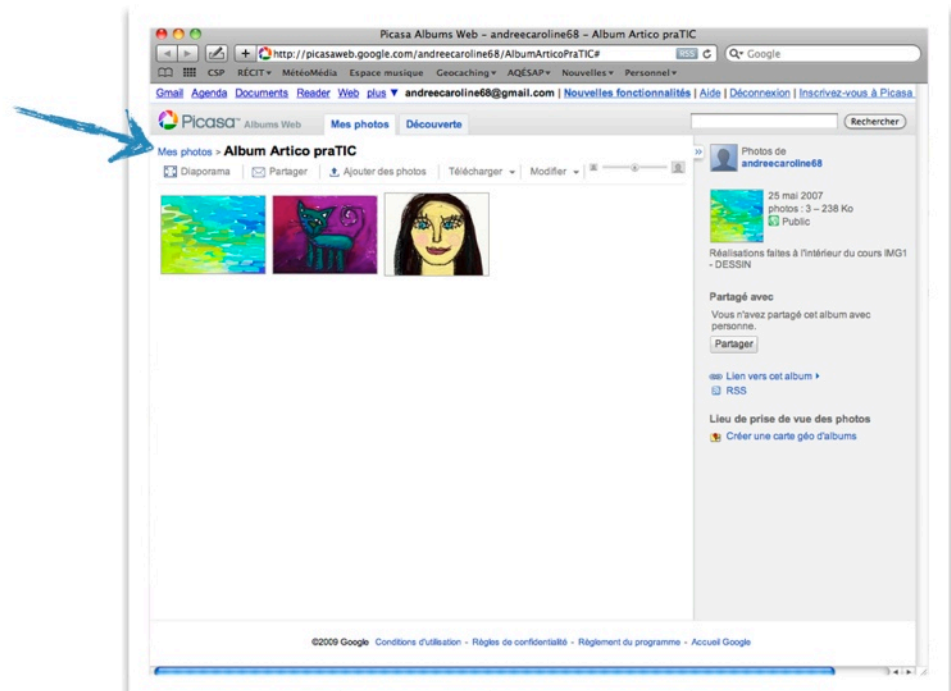 Picasa Albums Web – andreecaroline68 – Album Artico praTIC
http://picasaweb.google.com/andreecaroline68/AlbumArticoPraTIC#
RSS
Google
CSP RÉCIT MétéoMédia Espace musique Geocaching AQÉSAP Nouvelles Personnel
Gmail Agenda Documents Reader Web plus ▼ andreecaroline68@gmail.com | Nouvelles fonctionnalités | Aide | Déconnexion | Inscrivez-vous à Picasa
Picasa™ Albums Web Mes photos Découverte Rechercher
Mes photos > Album Artico praTIC
Diaporama Partager Ajouter des photos Télécharger Modifier
Photos de
andreecaroline68
25 mai 2007
photos : 3 – 238 Ko
Public
Réalisations faites à l'intérieur du cours IMG1
- DESSIN
Partagé avec
Vous n'avez partagé cet album avec
personne.
Partager
Lien vers cet album
RSS
Lieu de prise de vue des photos
Créer une carte géo d'albums
©2009 Google Conditions d'utilisation - Règles de confidentialité - Règlement du programme - Accueil Google